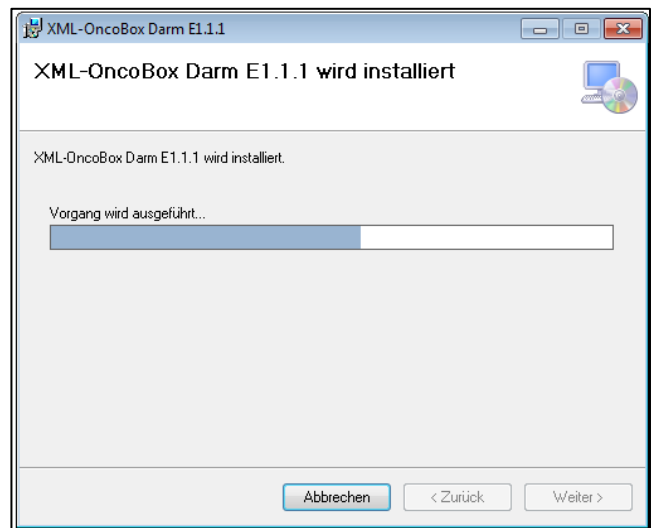 XML-OncoBox Darm E1.1.1
XML-OncoBox Darm E1.1.1 wird installiert
XML-OncoBox Darm E1.1.1 wird installiert.
Vorgang wird ausgeführt...
Abbrechen
< Zurück
Weiter >